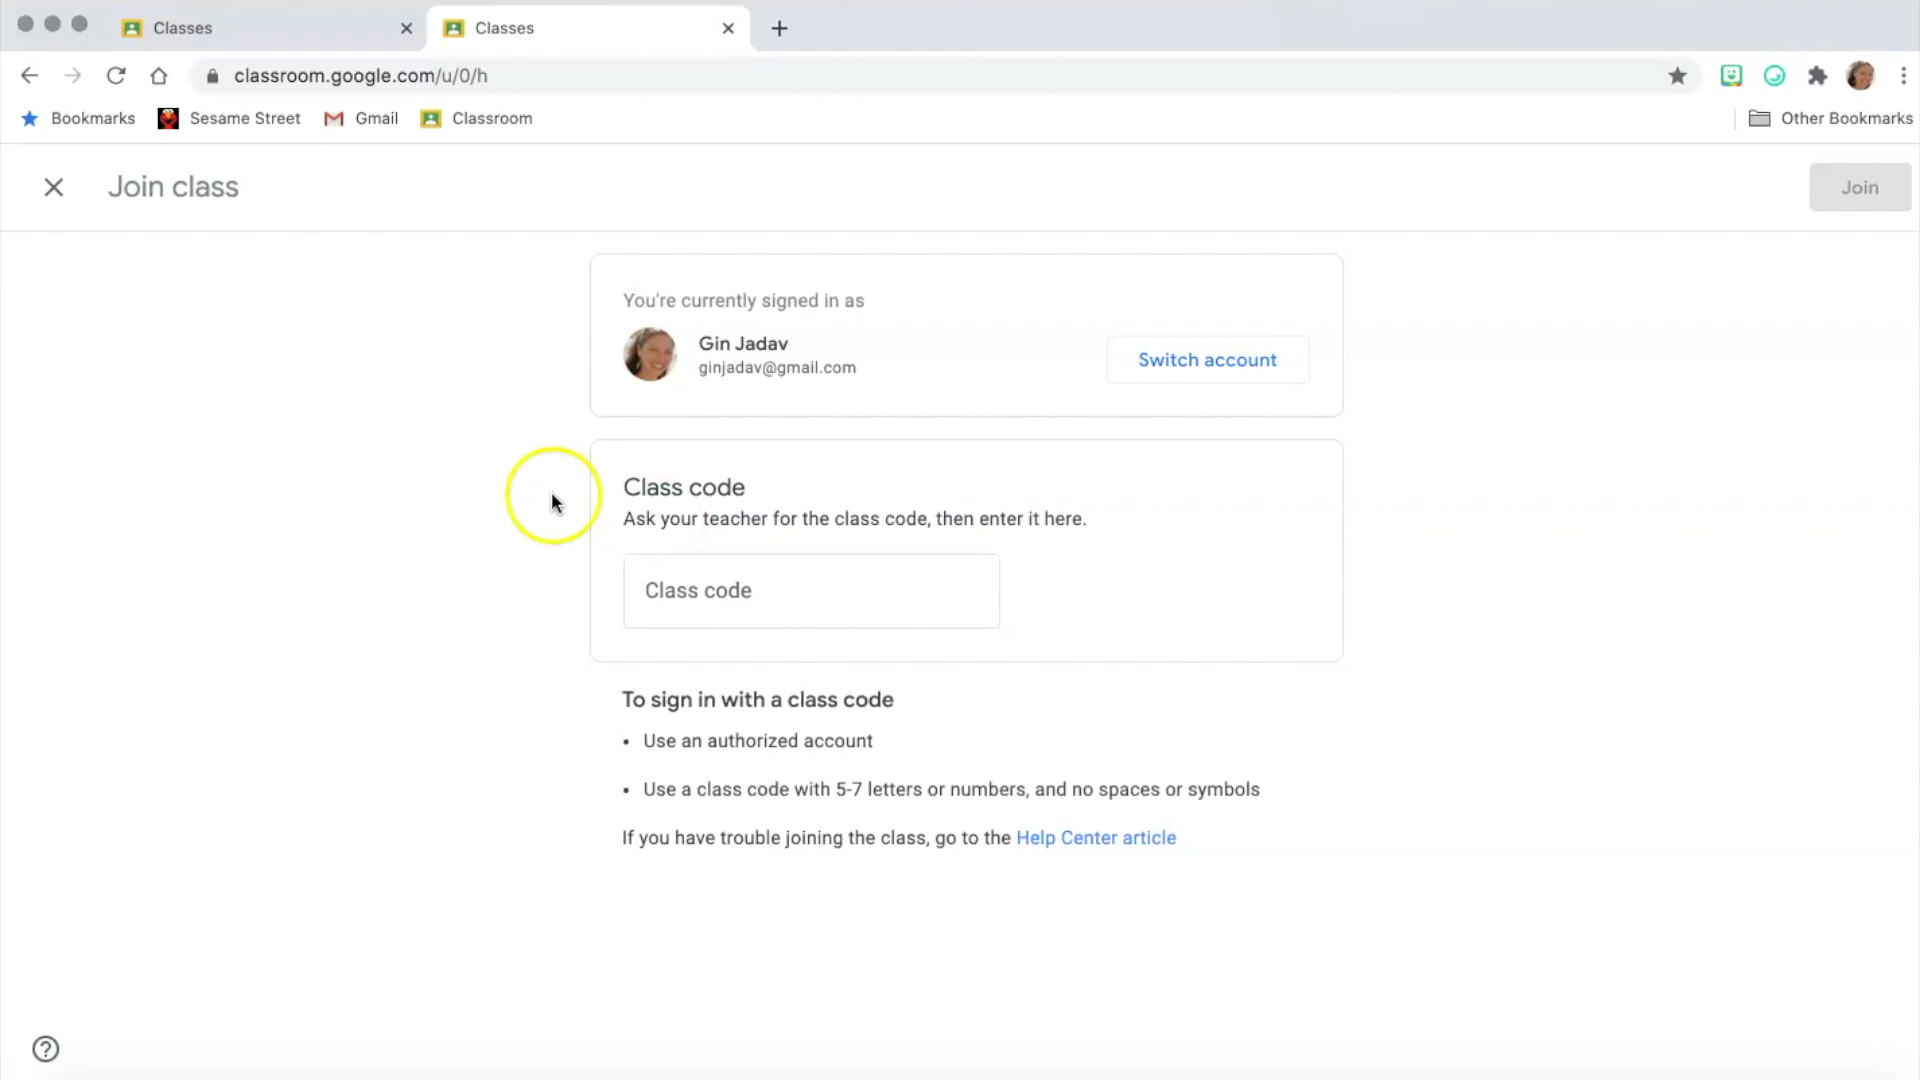 Classes
Classes
classroom.google.com/u/0/h
Bookmarks
Sesame Street
Gmail
Classroom
Other Bookmarks
Join class
Join
You're currently signed in as
Gin Jadav
ginjadav@gmail.com
Switch account
Class code
Ask your teacher for the class code, then enter it here.
Class code
To sign in with a class code
• Use an authorized account
• Use a class code with 5-7 letters or numbers, and no spaces or symbols
If you have trouble joining the class, go to the Help Center article